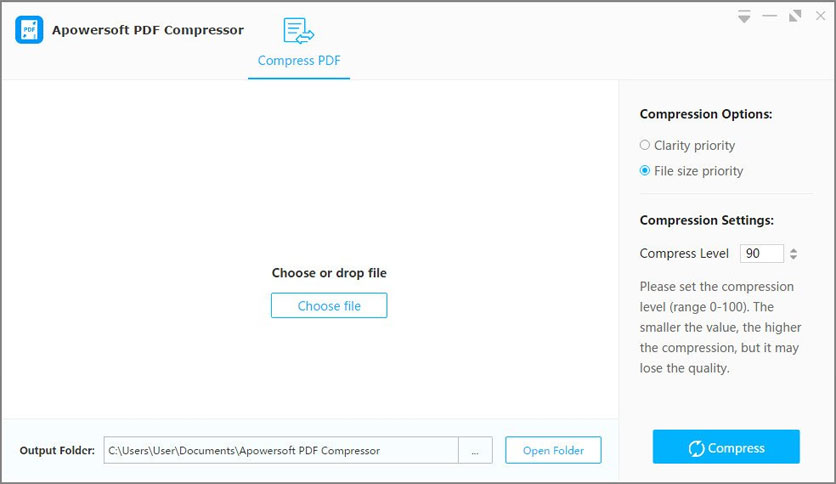 PDF
Apowersoft PDF Compressor
Compress PDF
Compression Options:
Clarity priority
File size priority
Compression Settings:
Compress Level 90
Please set the compression
level (range 0-100). The
smaller the value, the higher
the compression, but it may
lose the quality.
Choose or drop file
Choose file
Output Folder: C:\Users\User\Documents\Apowersoft PDF Compressor ... Open Folder
Compress